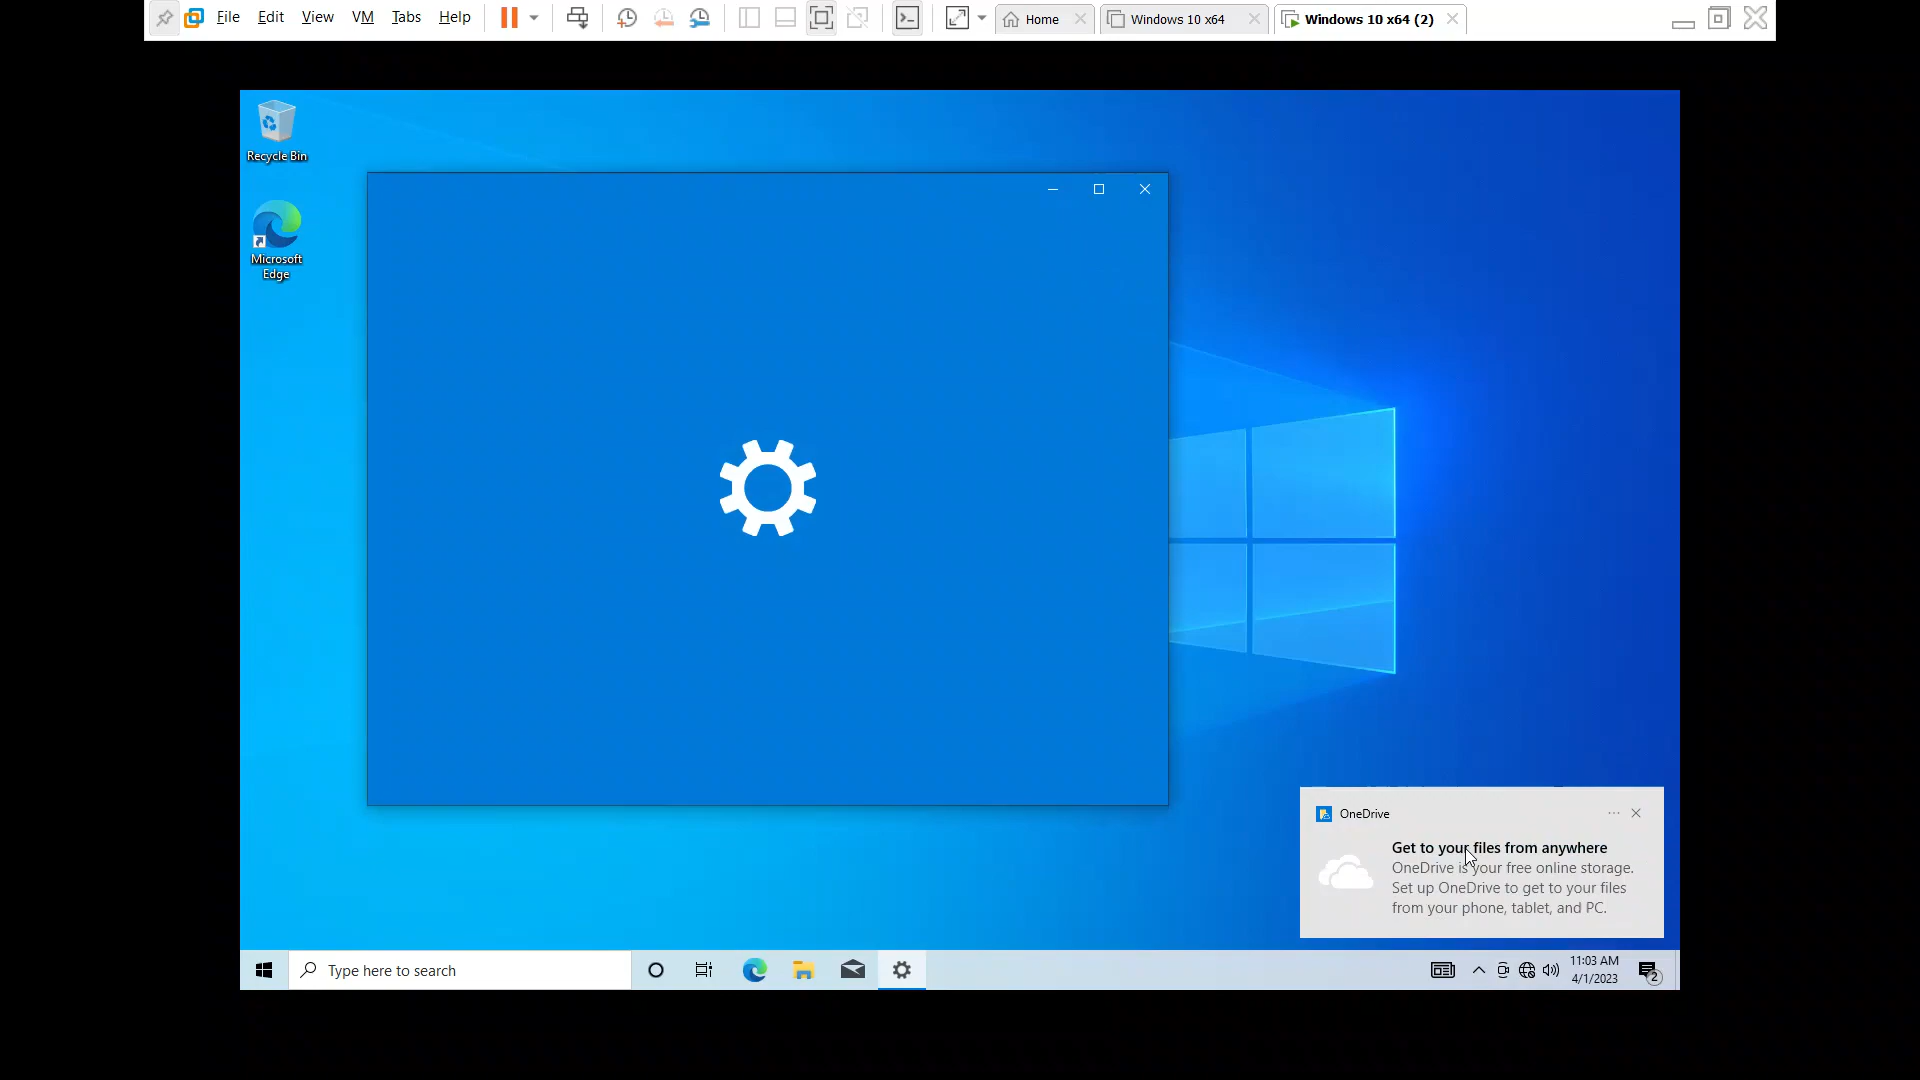 File Edit View VM Tabs Help
Home
Windows 10 x64
Windows 10 x64 (2)
Recycle Bin
Microsoft
Edge
OneDrive
Get to your files from anywhere
OneDrive is your free online storage.
Set up OneDrive to get to your files
from your phone, tablet, and PC.
Type here to search
11:03 AM
4/1/2023
2